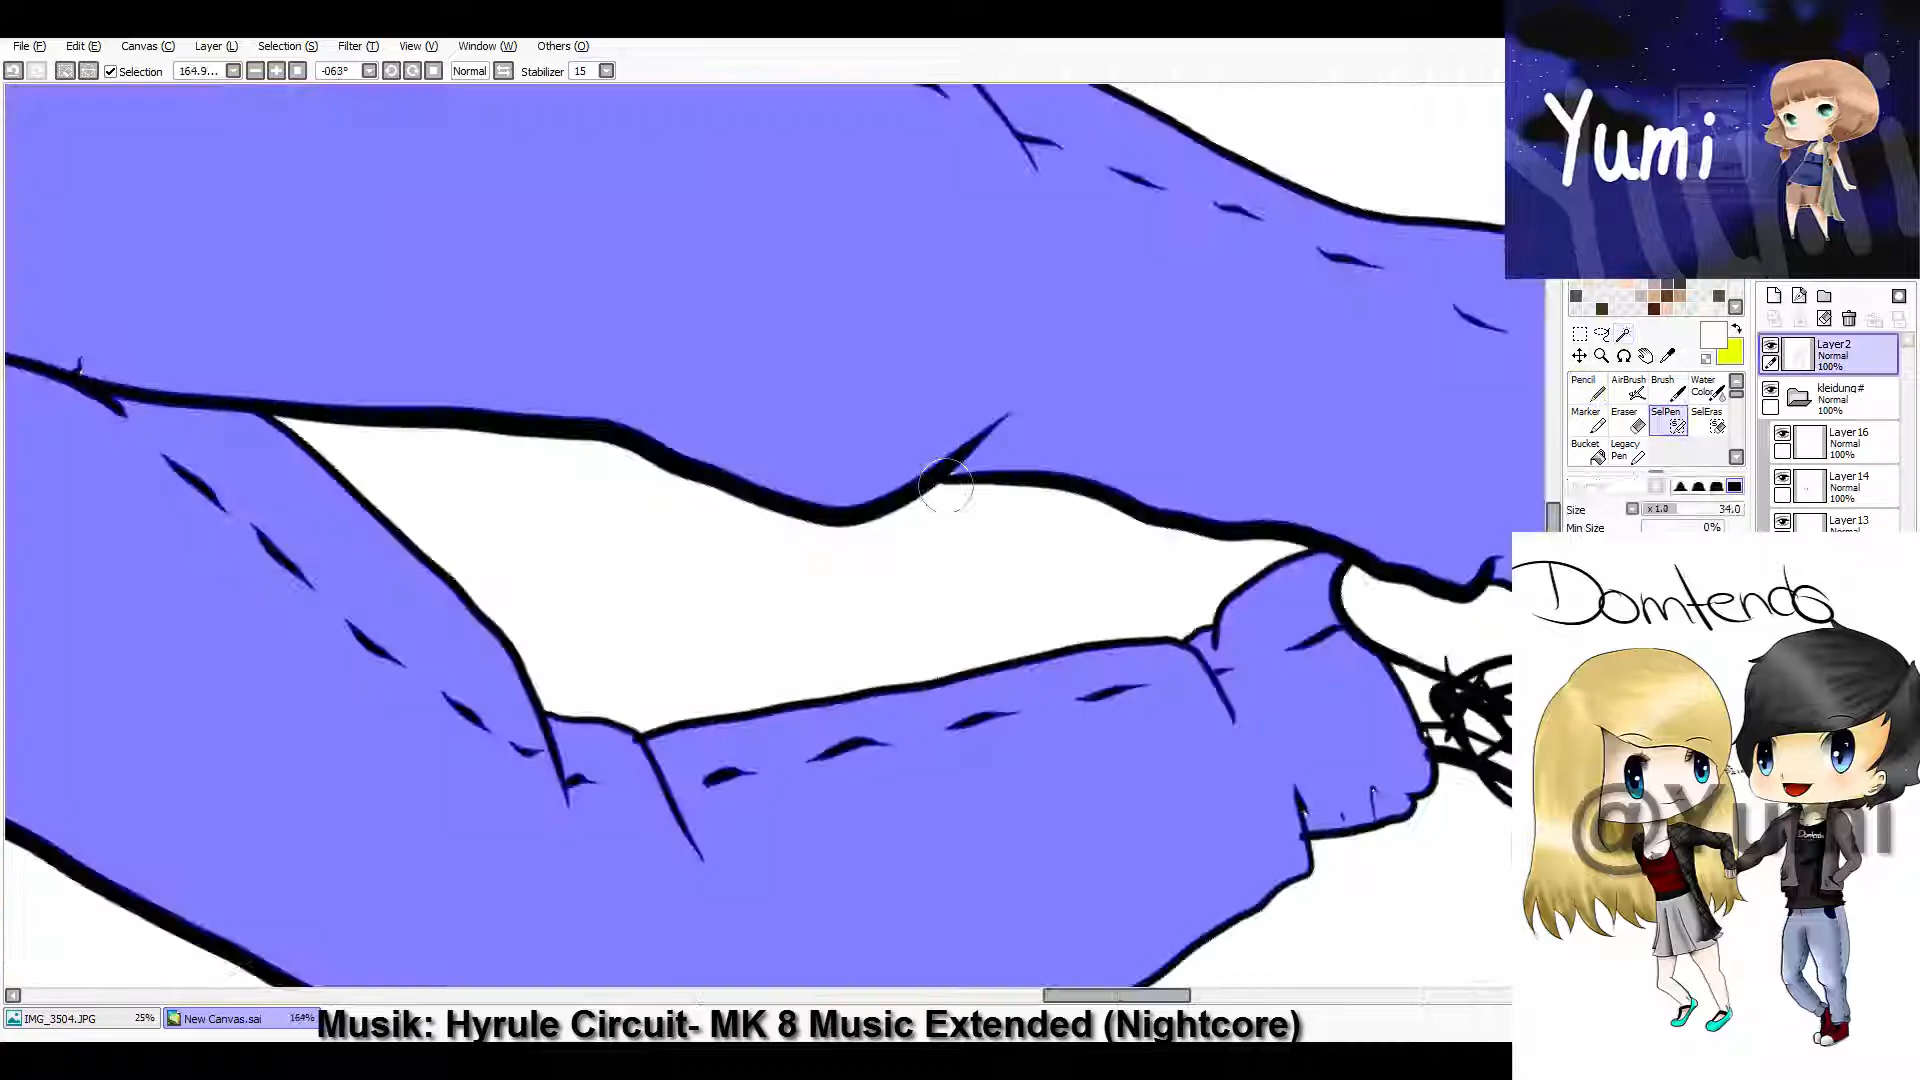 File (F) Edit (E) Canvas (C) Layer (L) Selection (S) Filter (T) View (V) Window (W) Others (O)
Selection 164.9... -063° Normal Stabilizer 15
Yumi
Layer2
Normal
100%
Pencil AirBrush Brush Water Color
Marker Eraser SelPen SelEras
Bucket Legacy Pen
kleidung#
Normal
100%
Layer16
Normal
100%
Layer14
Normal
100%
Layer13
Size x 1.0 34.0
Min Size 0%
Domtendo
@Yumi
Domtendo
IMG_3504.JPG 25% New Canvas.sai 164%
Musik: Hyrule Circuit- MK 8 Music Extended (Nightcore)